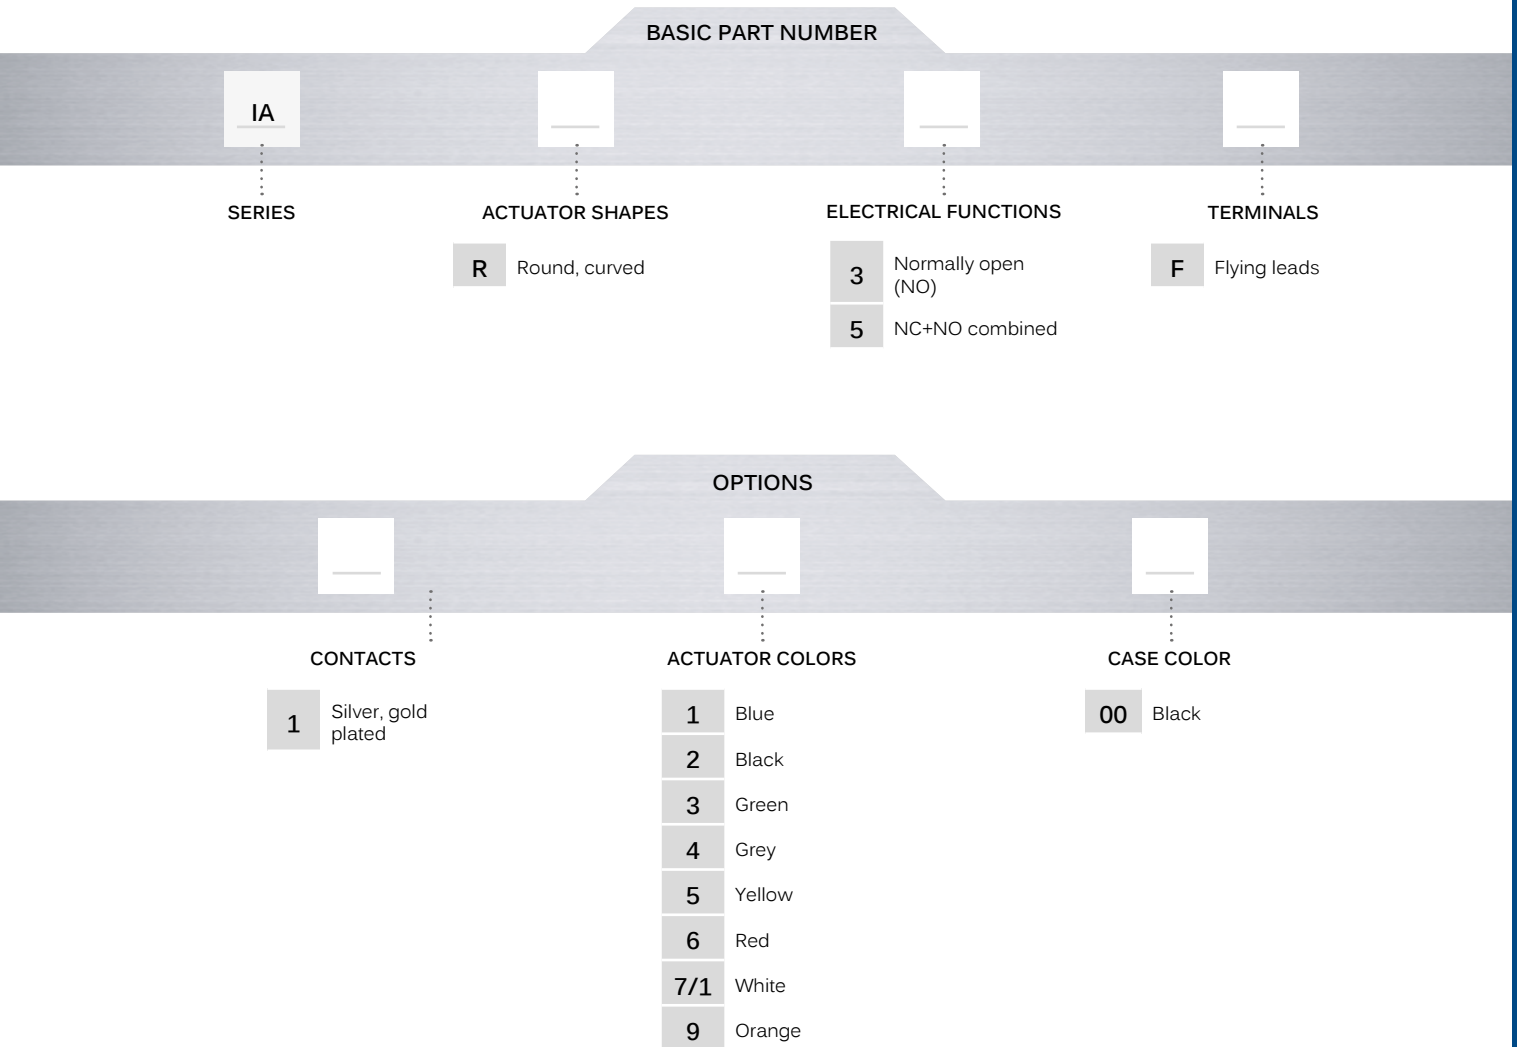 BASIC PART NUMBER
IA
SERIES
ACTUATOR SHAPES
ELECTRICAL FUNCTIONS
TERMINALS
R Round, curved
3 Normally open
(NO)
5 NC+NO combined
F Flying leads
OPTIONS
CONTACTS
ACTUATOR COLORS
CASE COLOR
1 Silver, gold
plated
1 Blue
2 Black
3 Green
4 Grey
5 Yellow
6 Red
7/1 White
9 Orange
00 Black